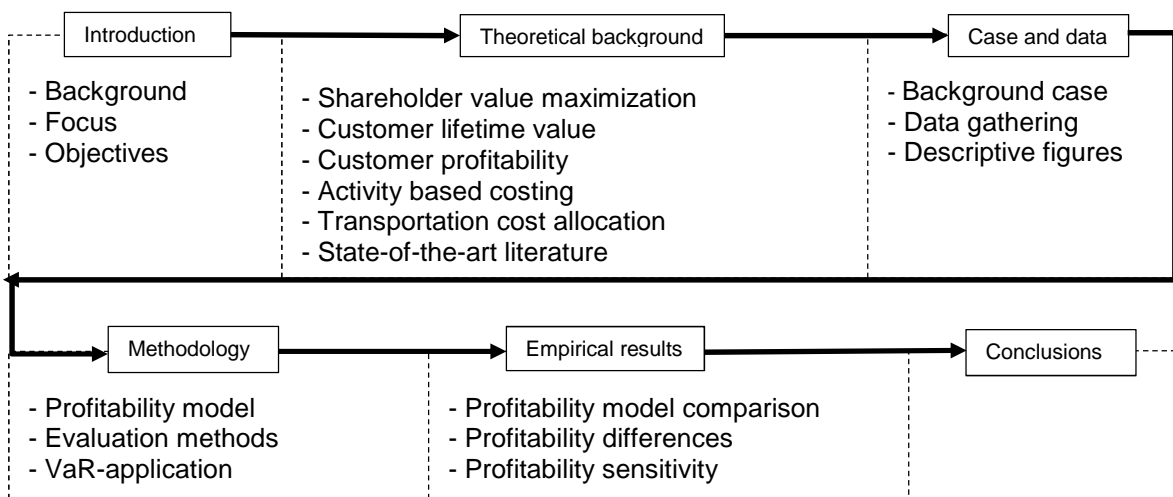 Introduction
Theoretical background
Case and data
- Background
- Focus
- Objectives
- Shareholder value maximization
- Customer lifetime value
- Customer profitability
- Activity based costing
- Transportation cost allocation
- State-of-the-art literature
- Background case
- Data gathering
- Descriptive figures
Methodology
Empirical results
Conclusions
- Profitability model
- Evaluation methods
- VaR-application
- Profitability model comparison
- Profitability differences
- Profitability sensitivity